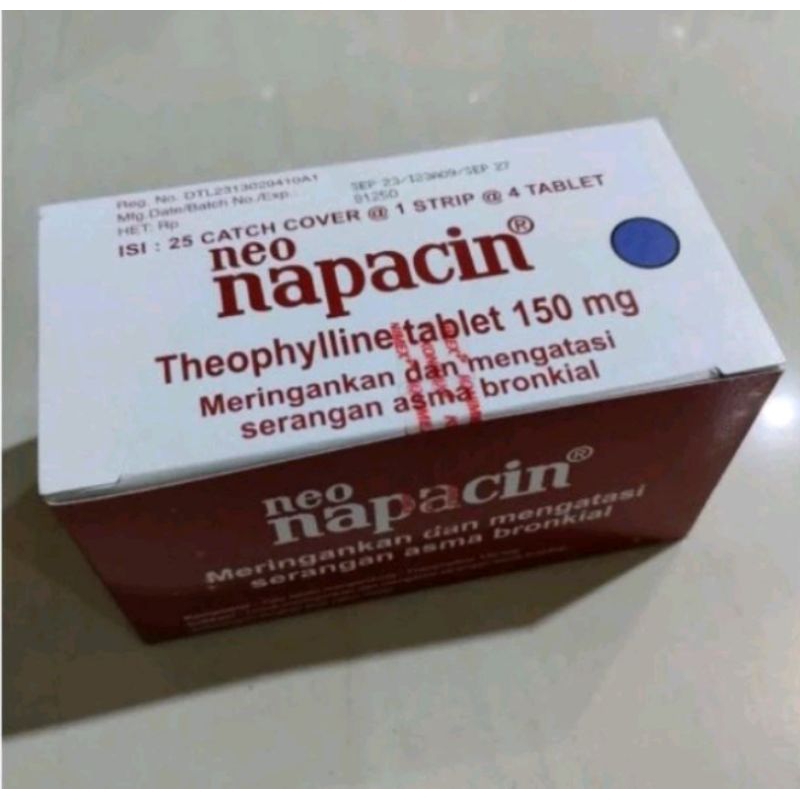 Reg. No. DTL2313029410A1
Mfg.Date/Batch No./Exp.: SEP 23/123A09/SEP 27
HET: Rp 91250
ISI : 25 CATCH COVER @ 1 STRIP @ 4 TABLET
neo
napacin®
Theophylline tablet 150 mg
Meringankan dan mengatasi
serangan asma bronkial
neo
napacin®
Meringankan dan mengatasi
serangan asma bronkial